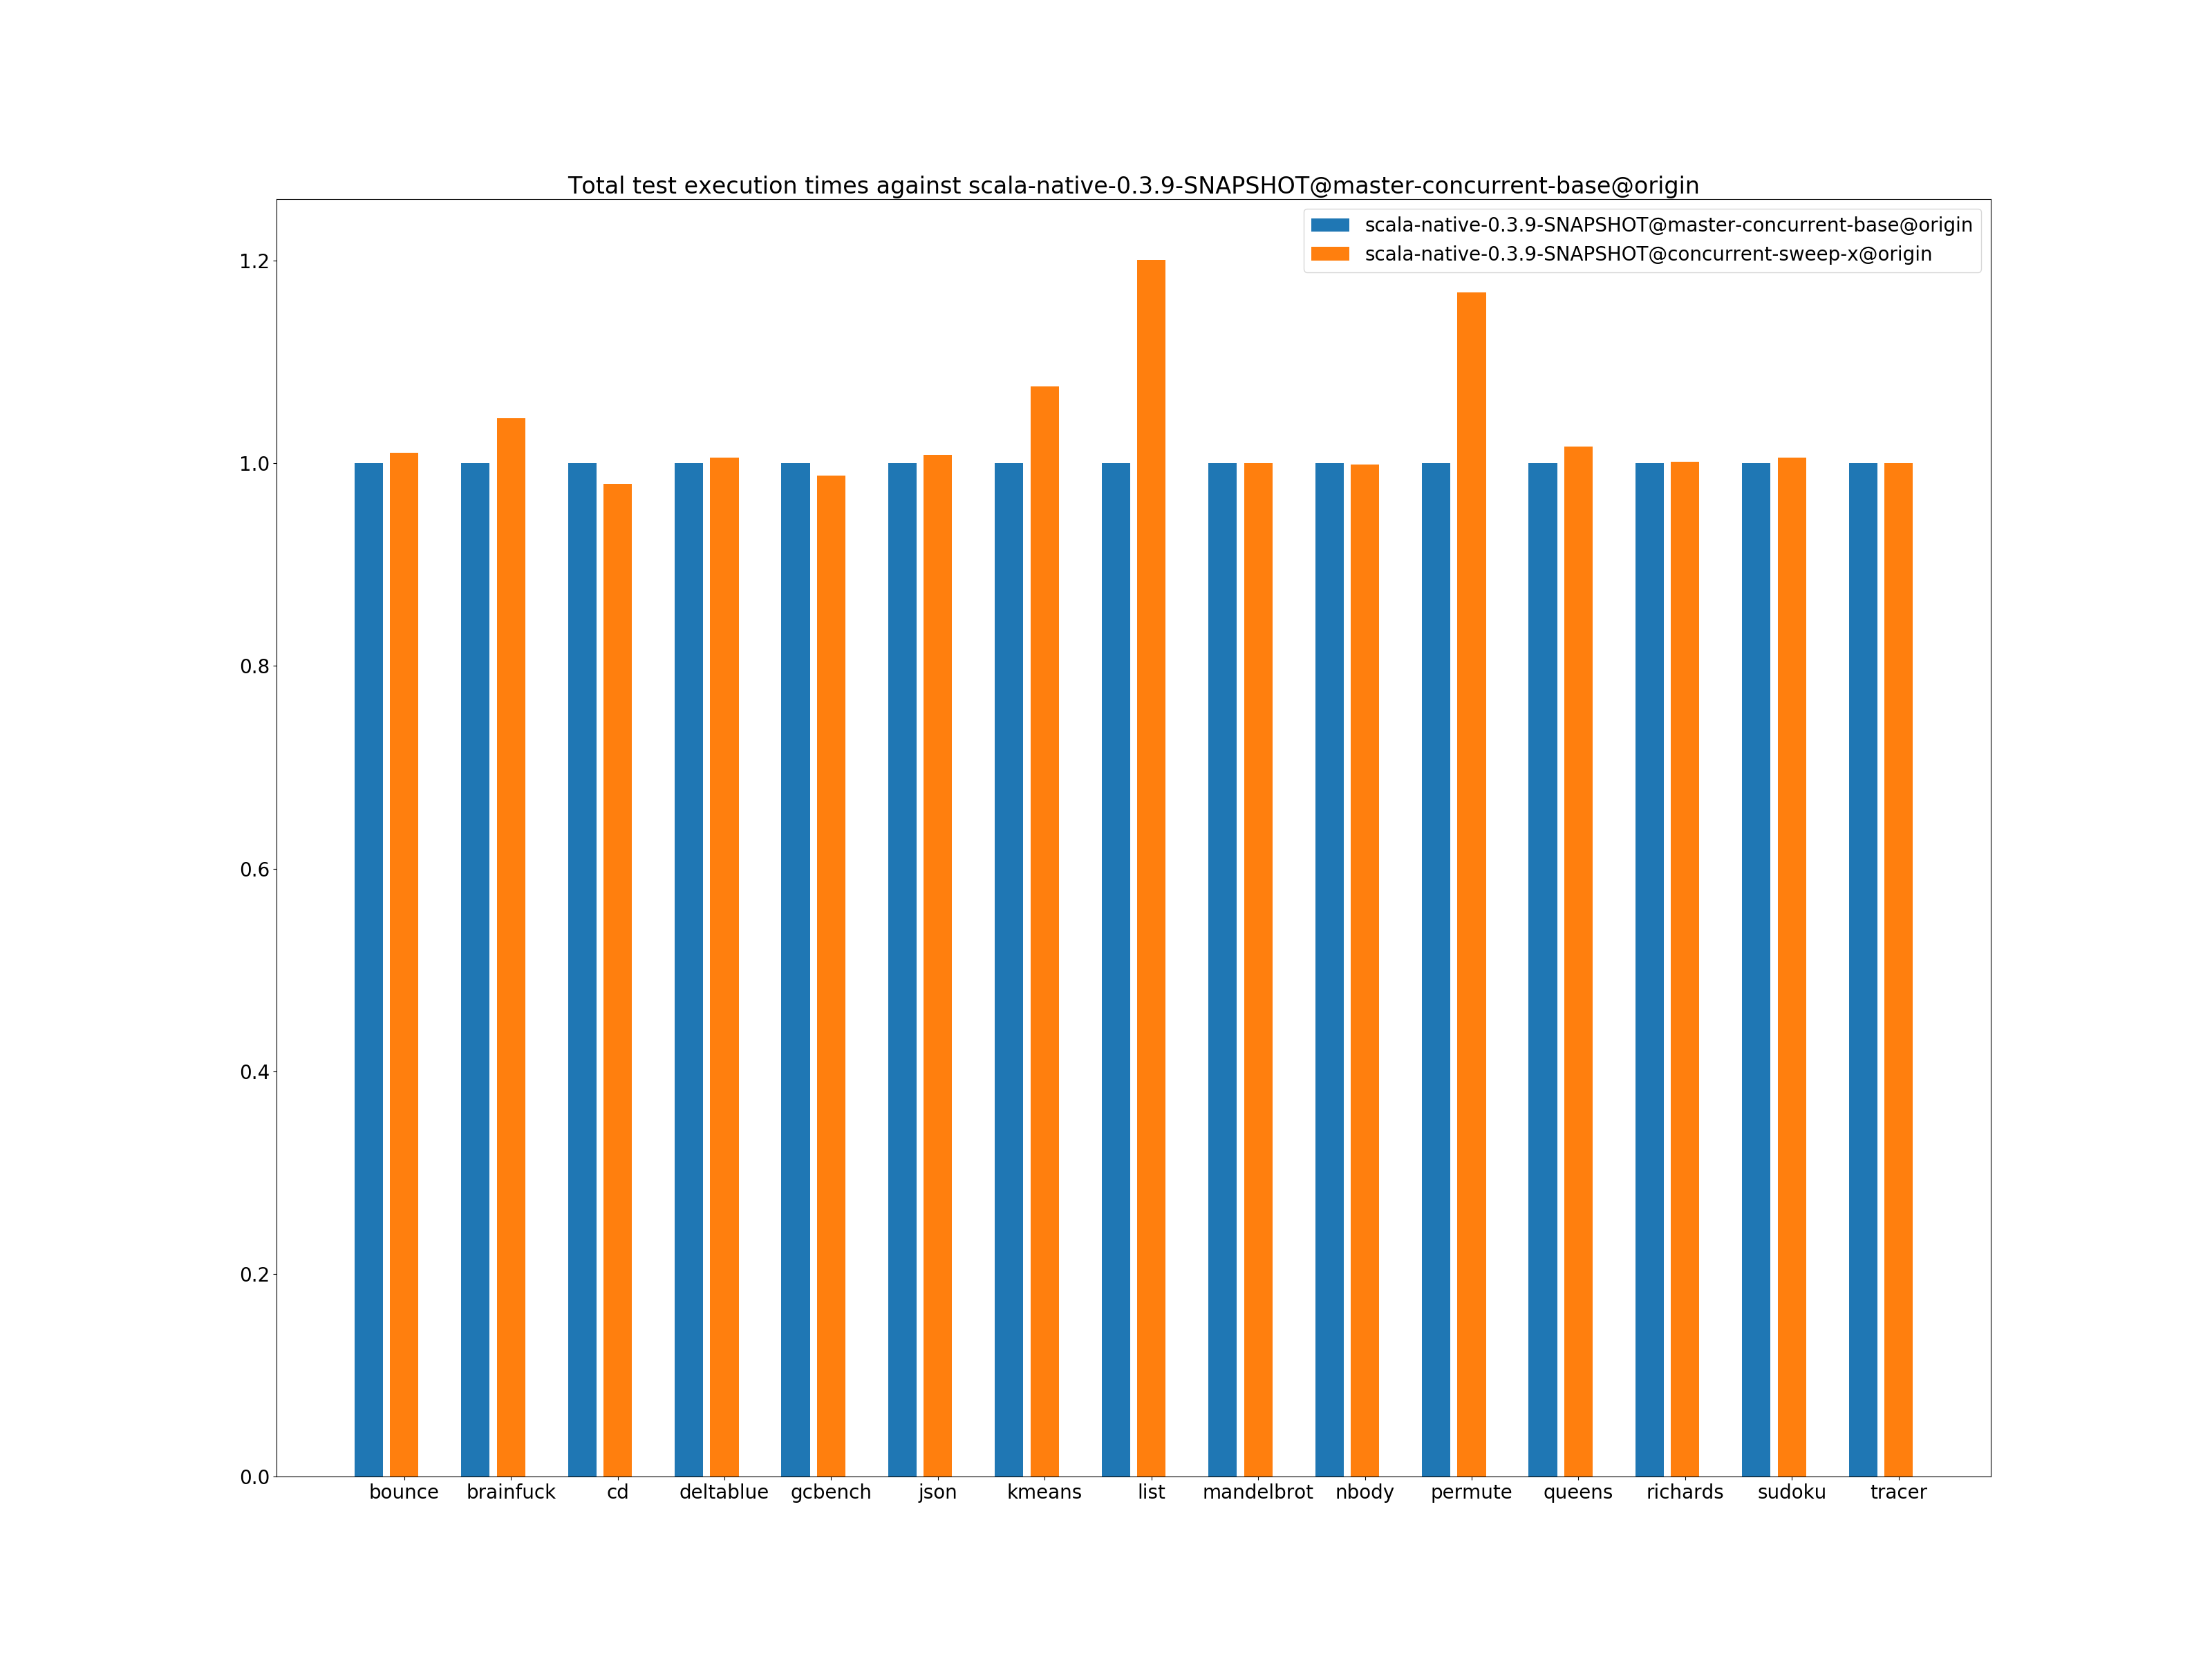 Total test execution times against scala-native-0.3.9-SNAPSHOT@master-concurrent-base@origin
scala-native-0.3.9-SNAPSHOT@master-concurrent-base@origin
scala-native-0.3.9-SNAPSHOT@concurrent-sweep-x@origin
1.2
1.0
0.8
0.6
0.4
0.2
0.0
bounce brainfuck cd deltablue gcbench json kmeans list mandelbrot nbody permute queens richards sudoku tracer